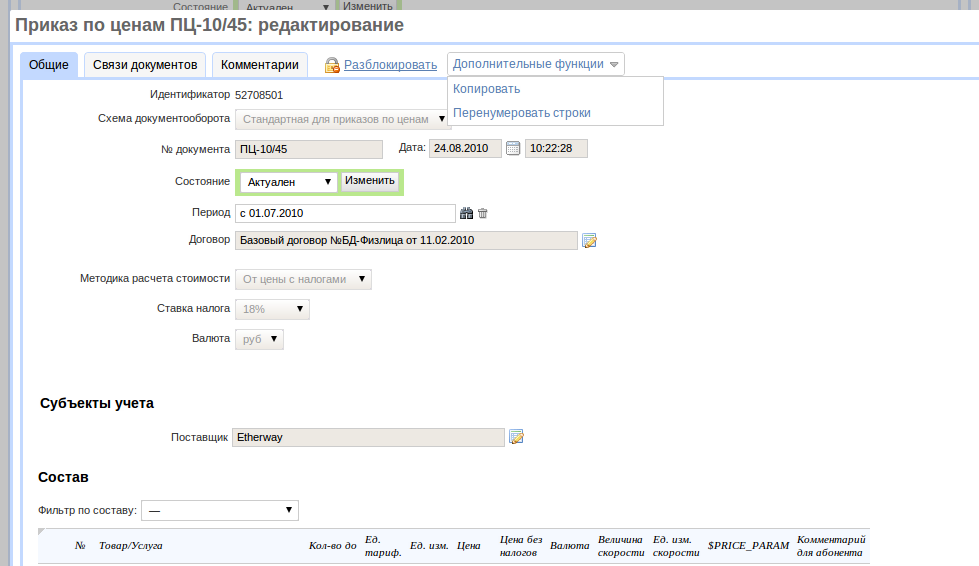 Состояние Актуален Изменить
Приказ по ценам ПЦ-10/45: редактирование
Общие Связи документов Комментарии Разблокировать Дополнительные функции
Копировать
Перенумеровать строки
Идентификатор 52708501
Схема документооборота Стандартная для приказов по ценам
№ документа ПЦ-10/45 Дата: 24.08.2010 10:22:28
Состояние Актуален Изменить
Период с 01.07.2010
Договор Базовый договор №БД-Физлица от 11.02.2010
Методика расчета стоимости От цены с налогами
Ставка налога 18%
Валюта руб
Субъекты учета
Поставщик Etherway
Состав
Фильтр по составу: —
№ Товар/Услуга Кол-во до Ед. тариф. Ед. изм. Цена Цена без налогов Валюта Величина скорости Ед. изм. скорости $PRICE_PARAM Комментарий для абонента